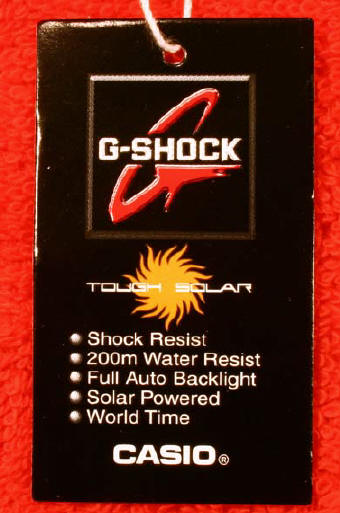 G-SHOCK
TOUGH SOLAR
Shock Resist
200m Water Resist
Full Auto Backlight
Solar Powered
World Time
CASIO®